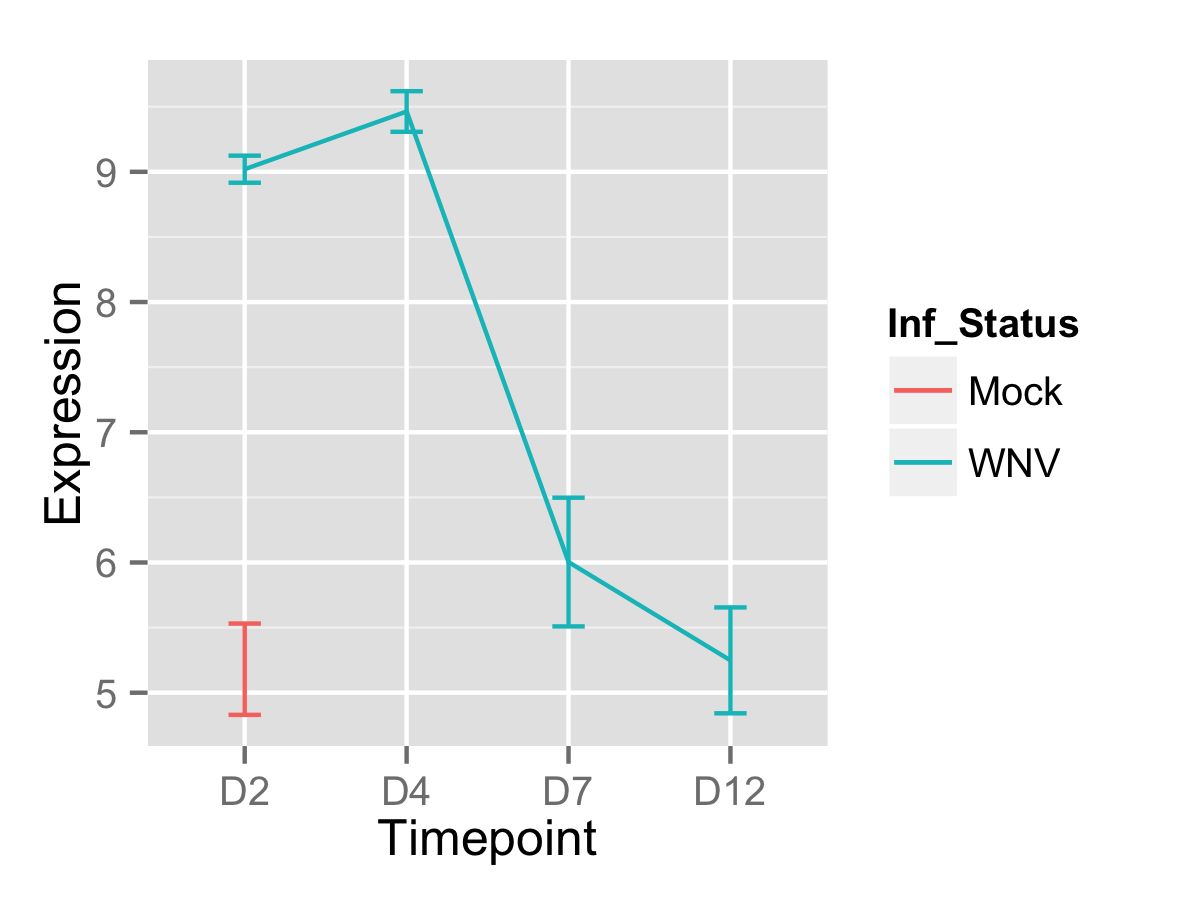 Expression
9
8
7
6
5
D2 D4 D7 D12
Timepoint
Inf_Status
Mock
WNV